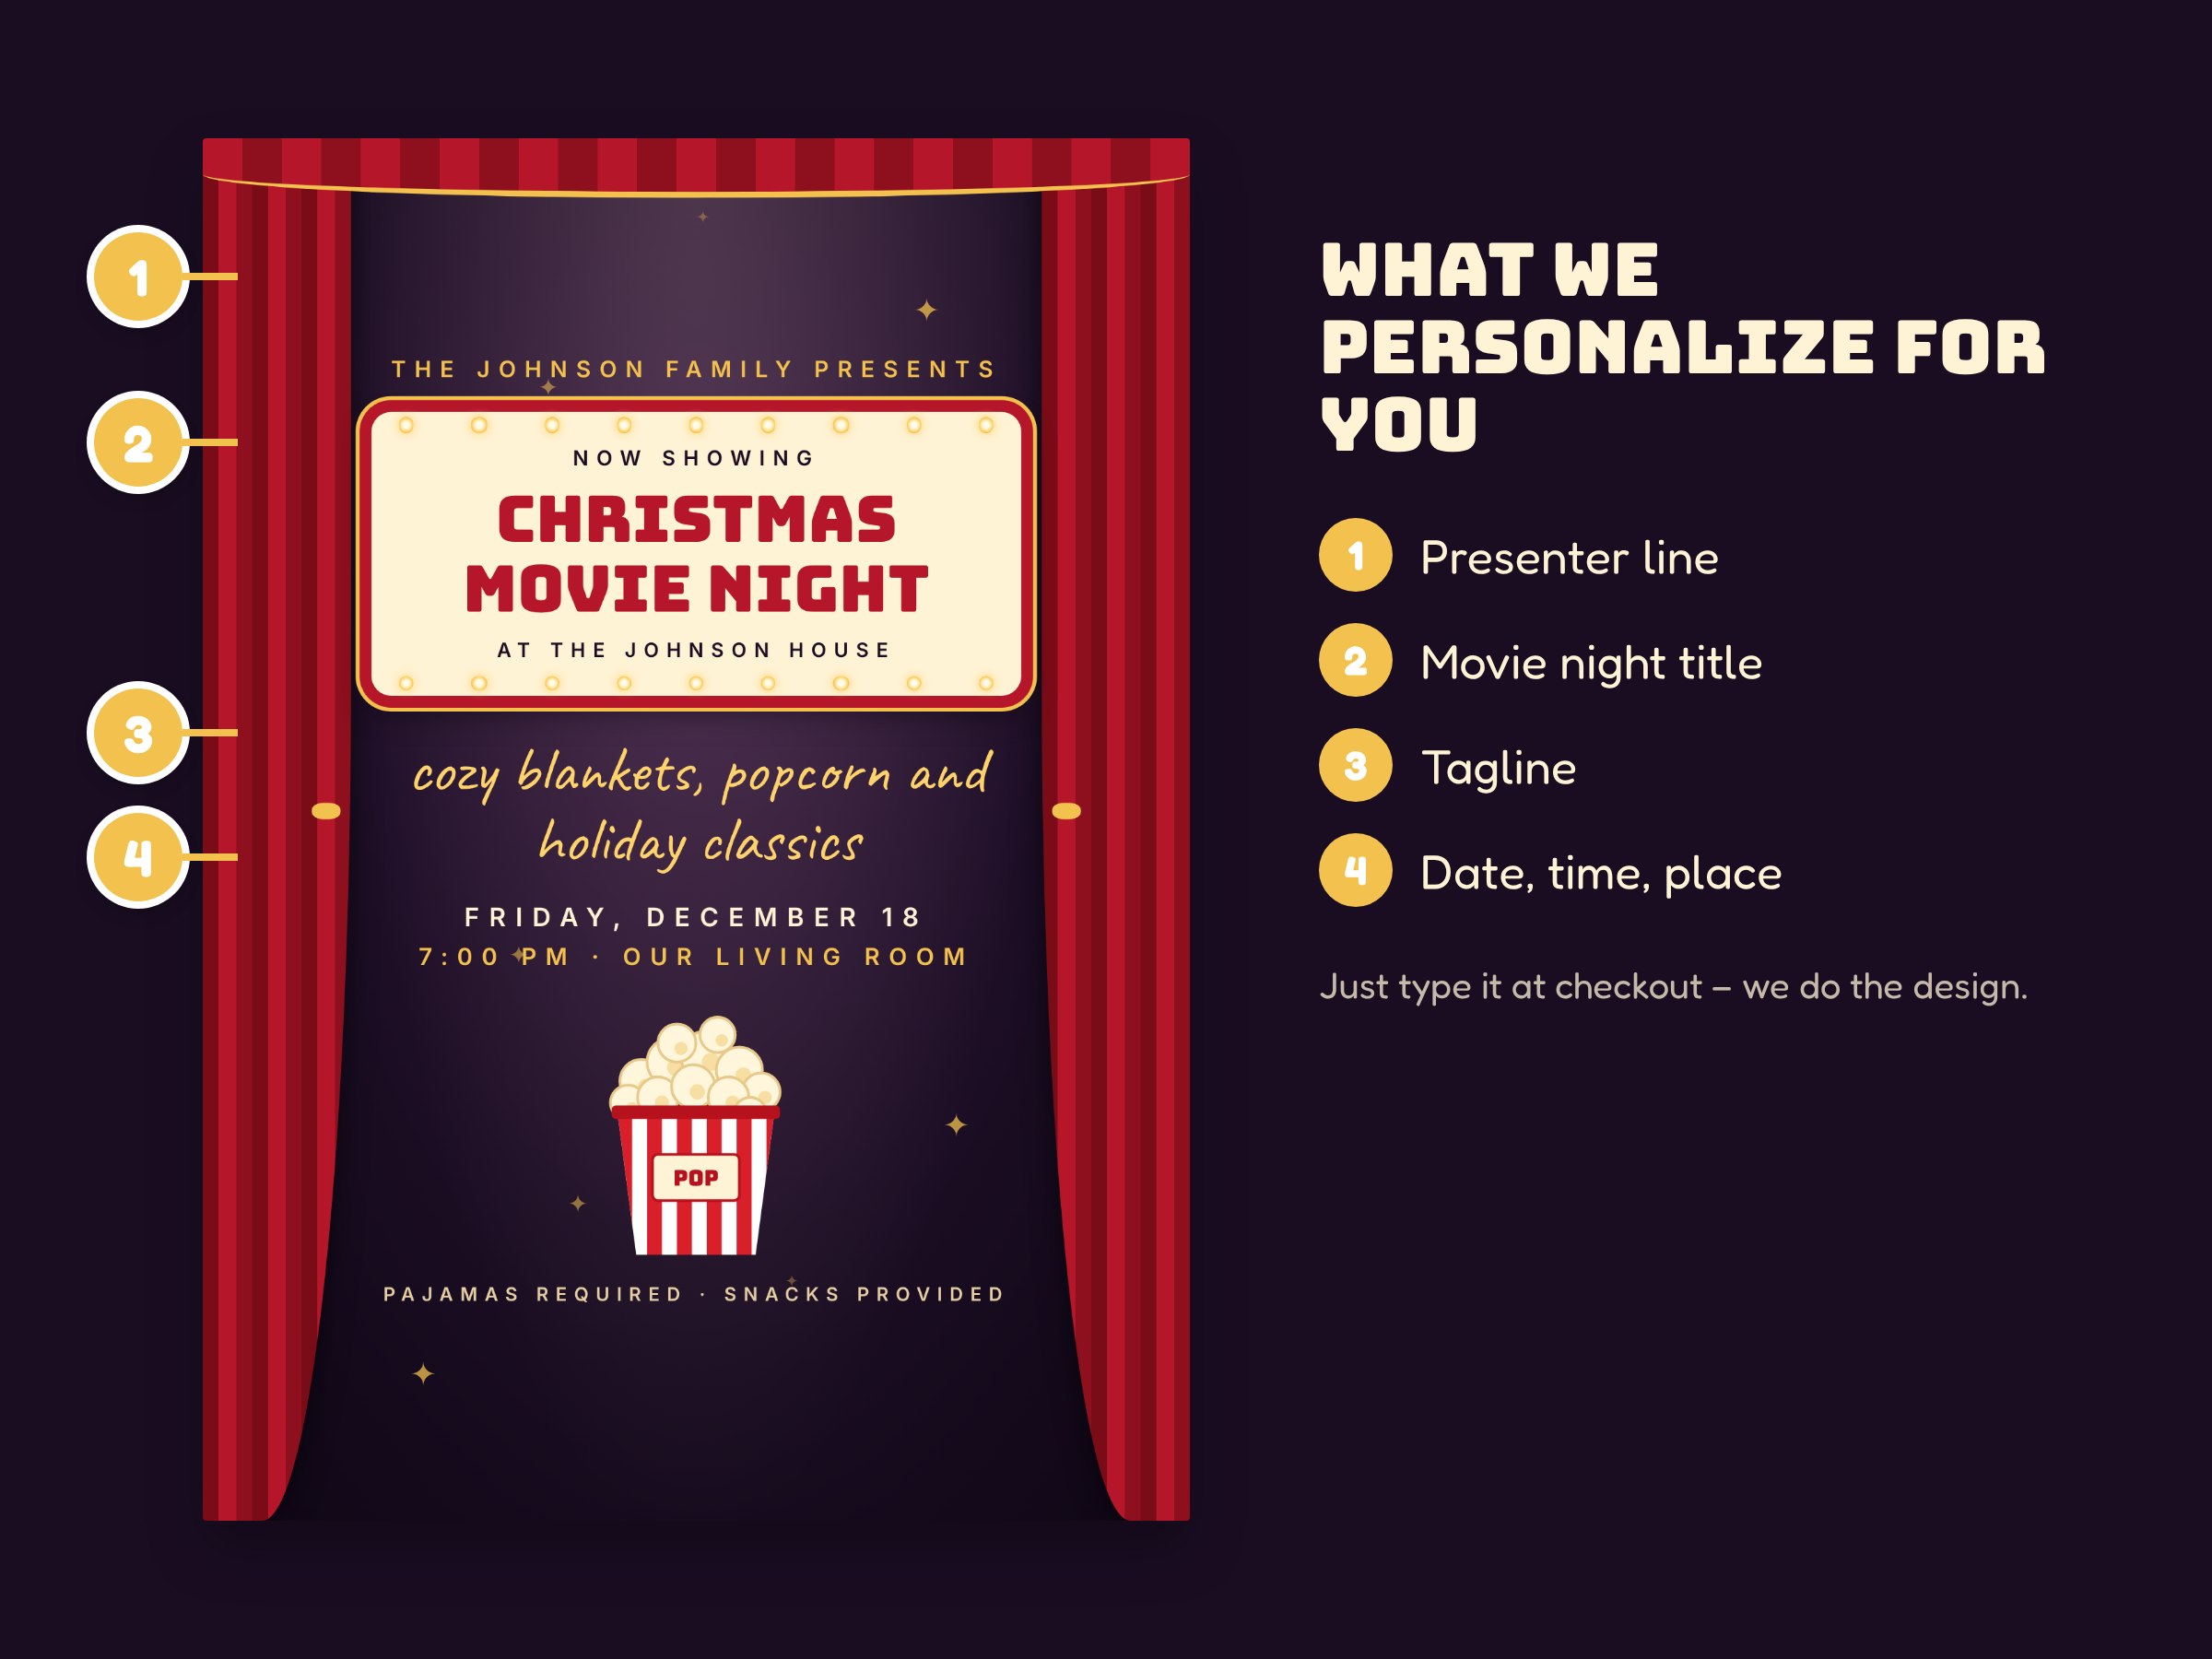 1
2
3
4
THE JOHNSON FAMILY PRESENTS
NOW SHOWING
CHRISTMAS
MOVIE NIGHT
AT THE JOHNSON HOUSE
cozy blankets, popcorn and
holiday classics
FRIDAY, DECEMBER 18
7:00 PM · OUR LIVING ROOM
POP
PAJAMAS REQUIRED · SNACKS PROVIDED
WHAT WE
PERSONALIZE FOR
YOU
1 Presenter line
2 Movie night title
3 Tagline
4 Date, time, place
Just type it at checkout – we do the design.